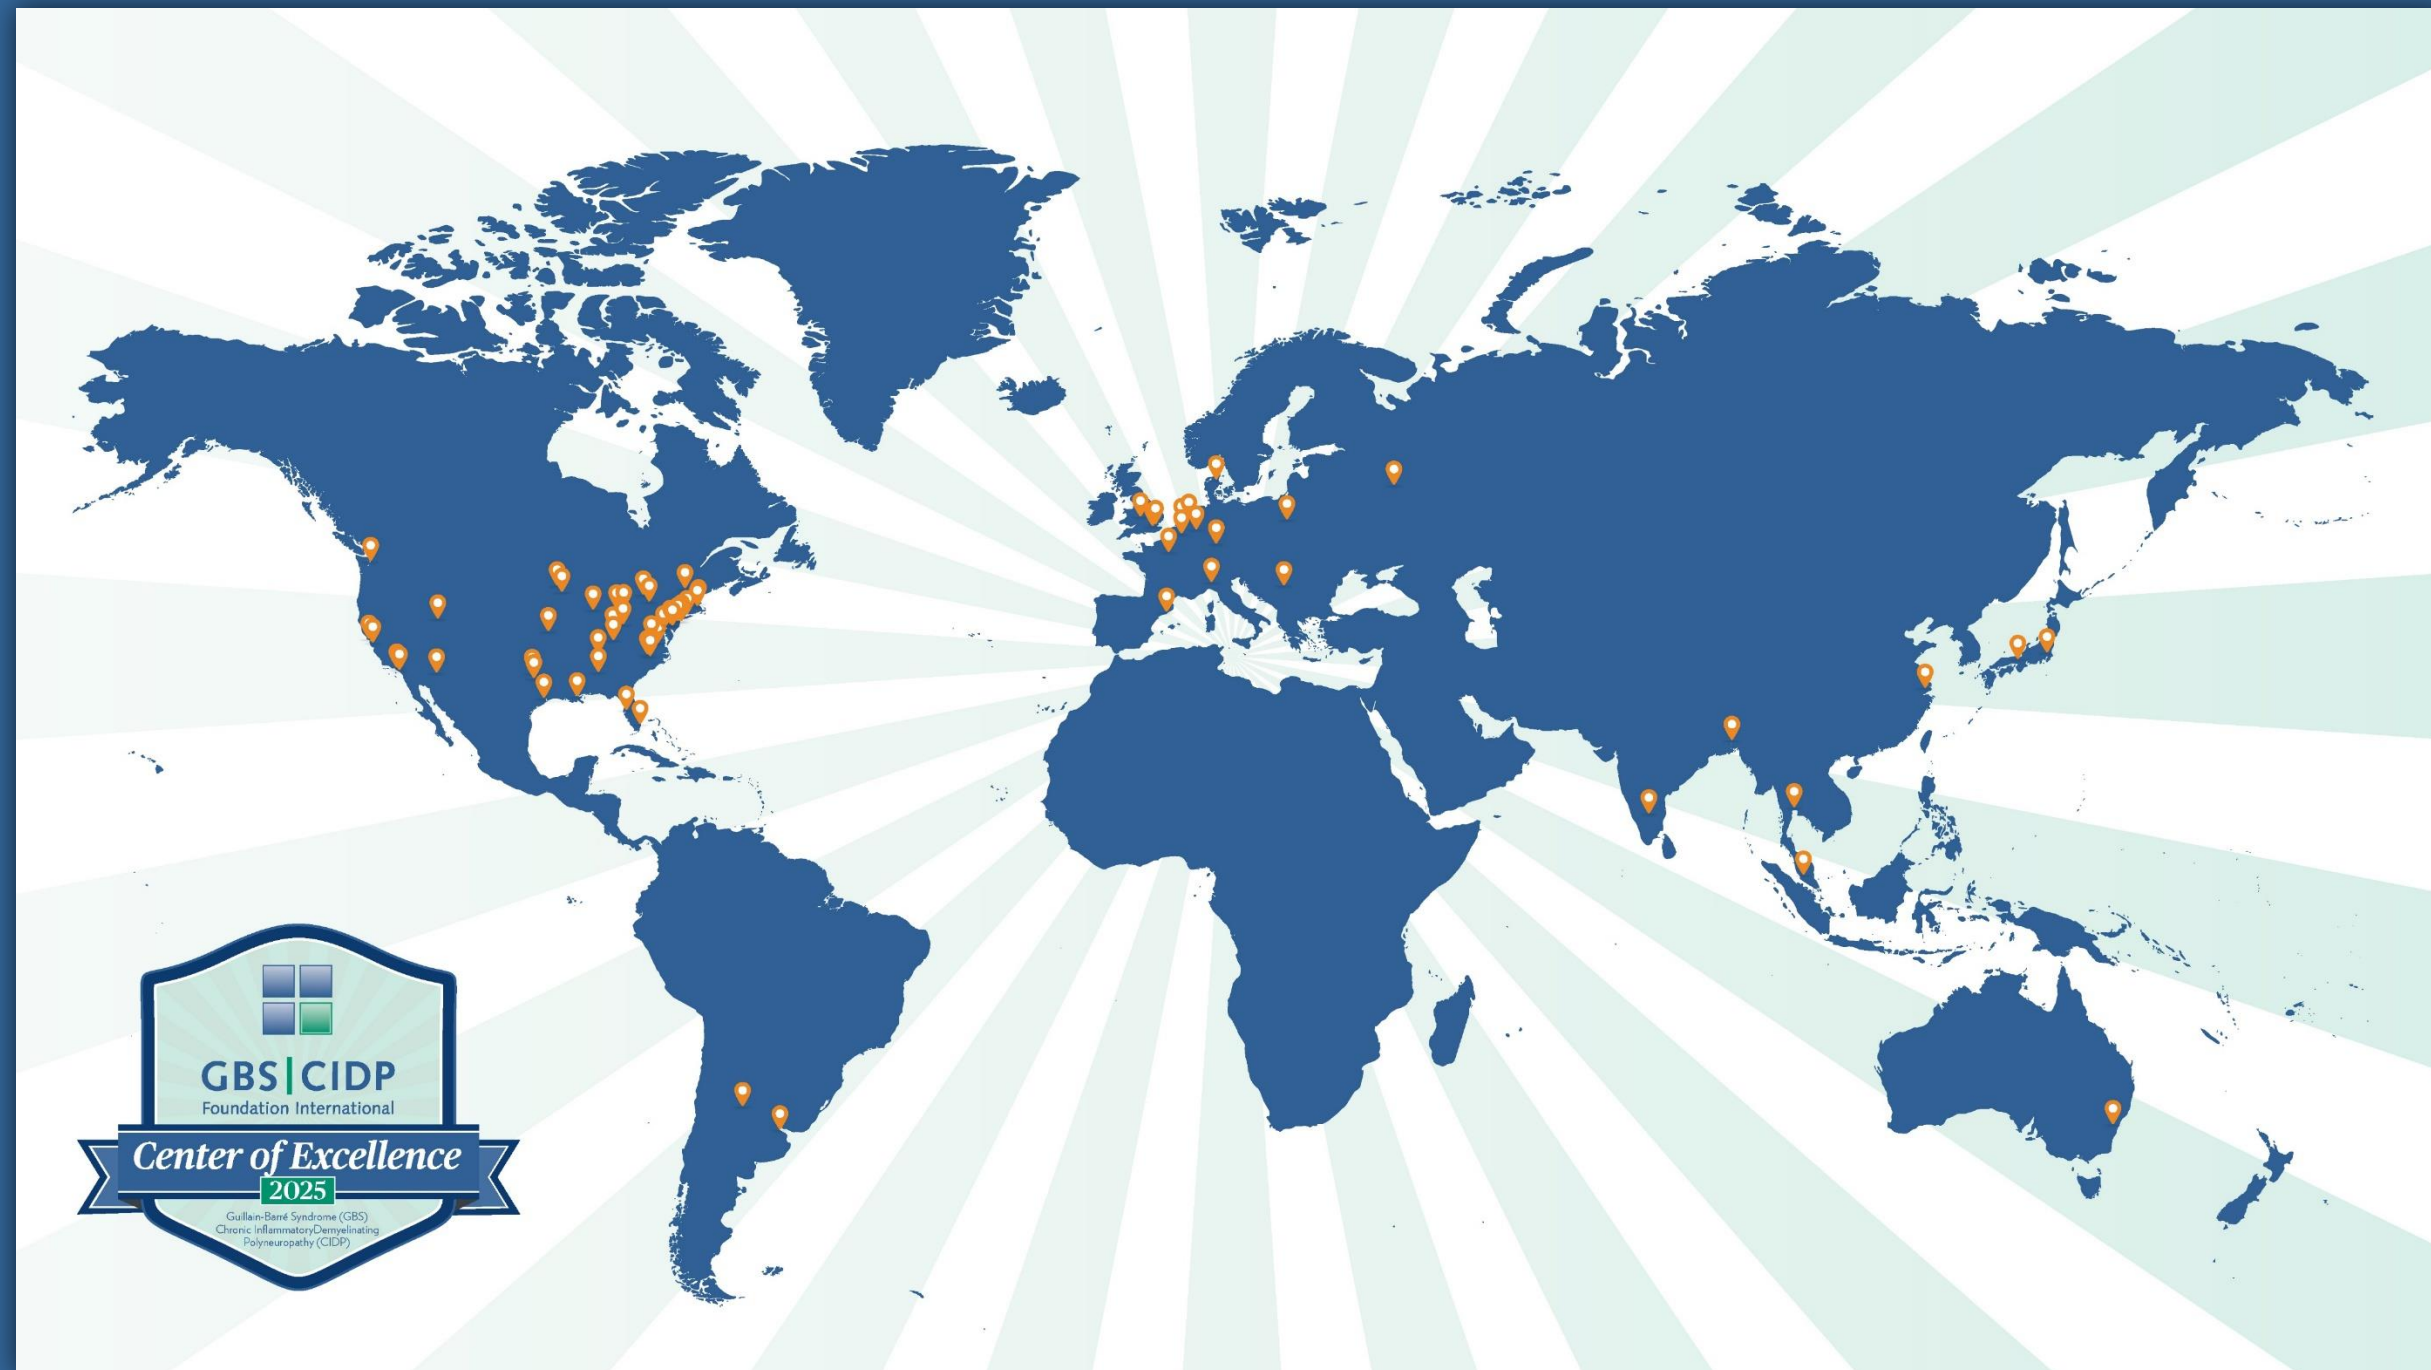 GBS|CIDP
Foundation International
Center of Excellence
2025
Guillain-Barré Syndrome (GBS)
Chronic InflammatoryDemyelinating
Polyneuropathy (CIDP)